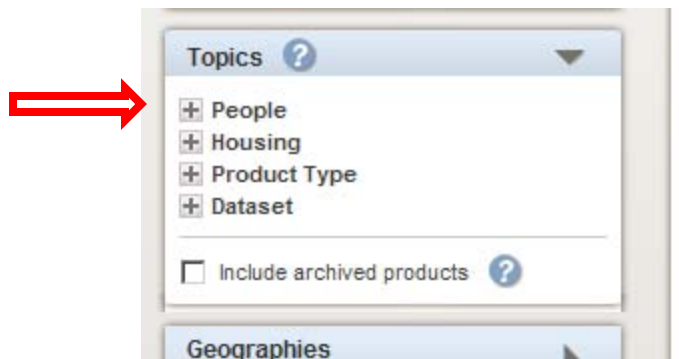 Topics ?
People
Housing
Product Type
Dataset
Include archived products ?
Geographies